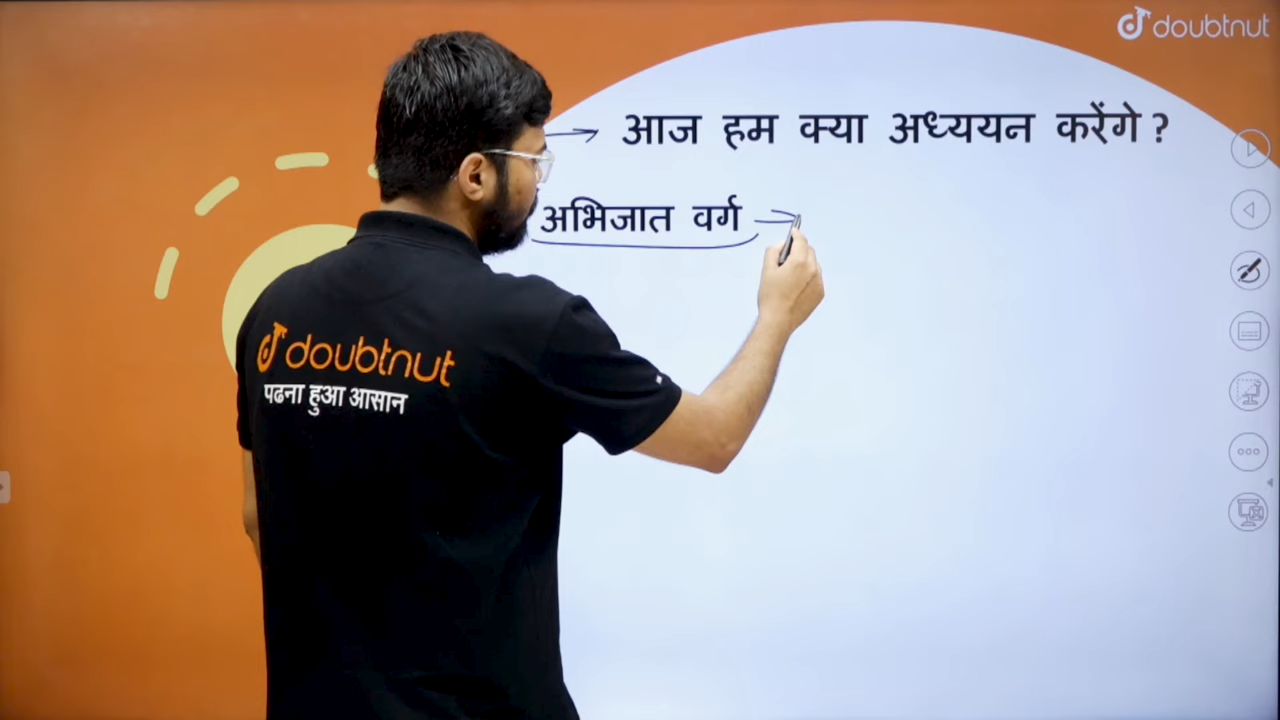 doubtnut
आज हम क्या अध्ययन करेंगे ?
अभिजात वर्ग
doubtnut
पढना हुआ आसान